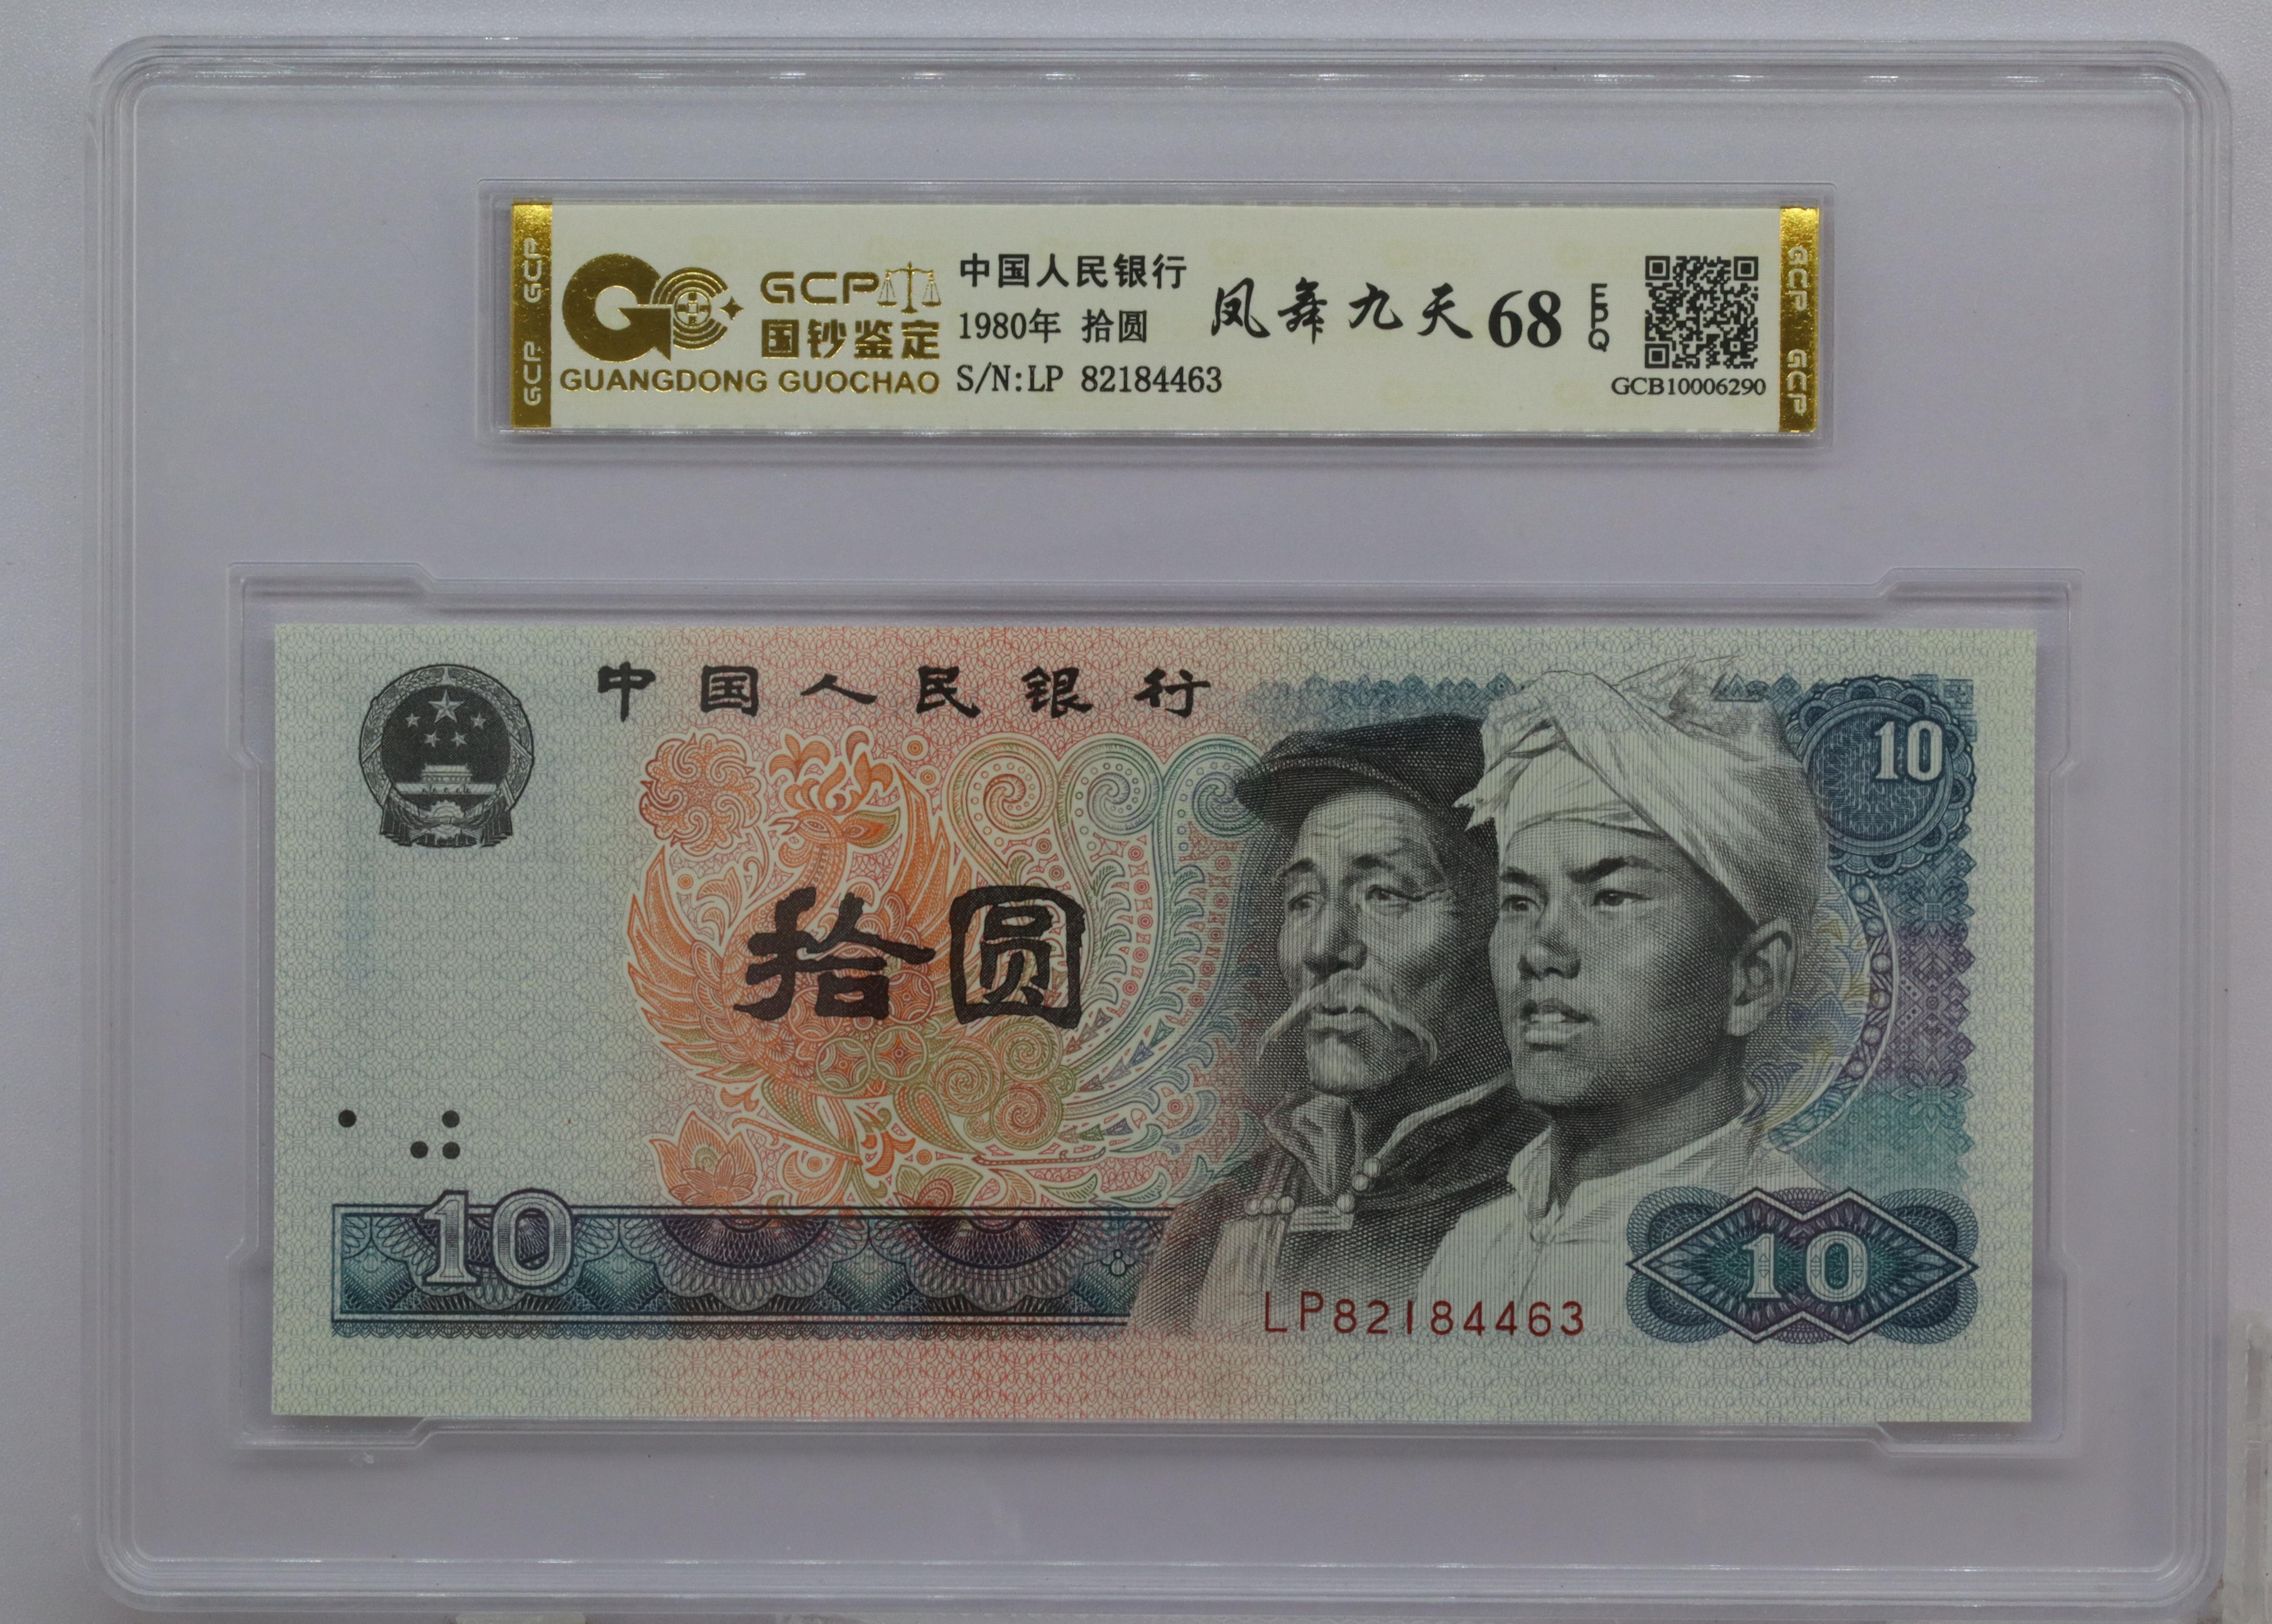 GCP GCP
GCP
国钞鉴定
GUANGDONG GUOCHAO
中国人民银行
1980年 拾圆
S/N:LP 82184463
凤舞九天 68 EPQ
GCB10006290
GCP GCP
中国人民银行
10
拾圆
10
LP82184463
10